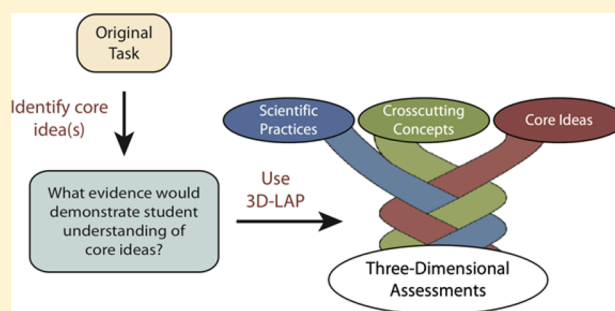 Original
Task
Identify core
idea(s)
What evidence would
demonstrate student
understanding of
core ideas?
Use
3D-LAP
Scientific
Practices
Crosscutting
Concepts
Core Ideas
Three-Dimensional
Assessments